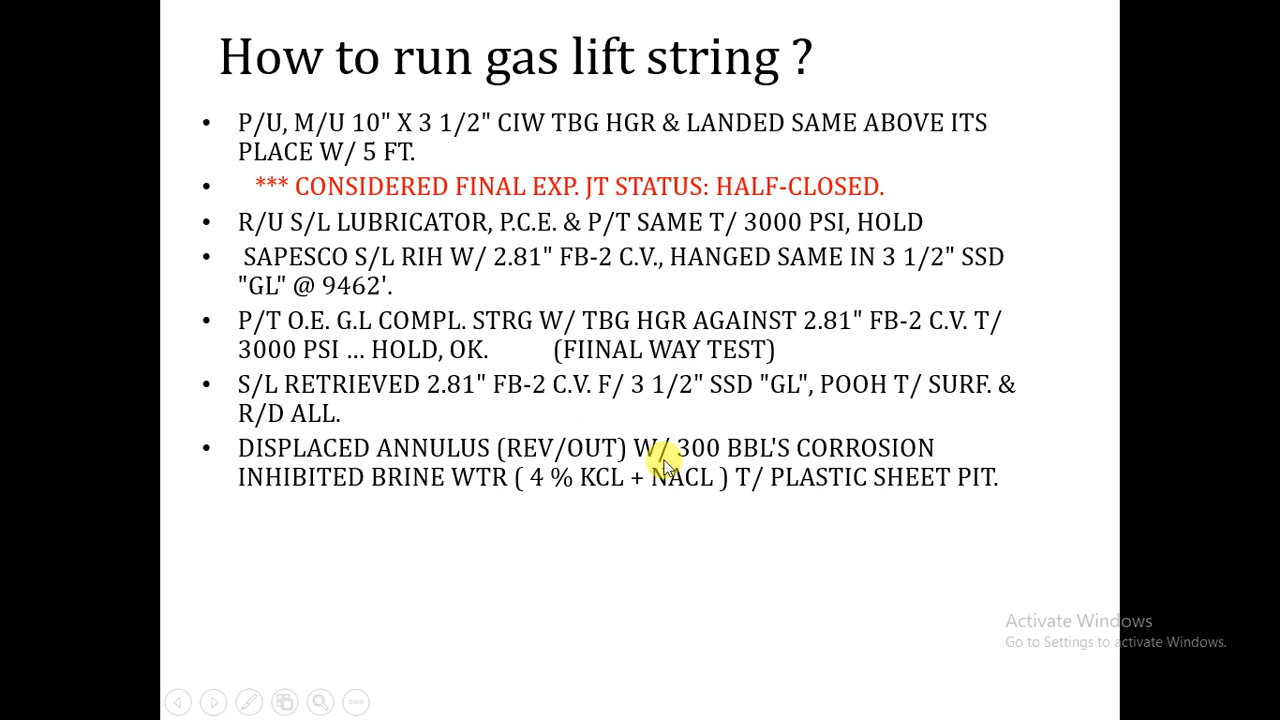 How to run gas lift string ?
• P/U, M/U 10" X 3 1/2" CIW TBG HGR & LANDED SAME ABOVE ITS
PLACE W/ 5 FT.
• *** CONSIDERED FINAL EXP. JT STATUS: HALF-CLOSED.
• R/U S/L LUBRICATOR, P.C.E. & P/T SAME T/ 3000 PSI, HOLD
• SAPESCO S/L RIH W/ 2.81" FB-2 C.V., HANGED SAME IN 3 1/2" SSD
"GL" @ 9462'.
• P/T O.E. G.L COMPL. STRG W/ TBG HGR AGAINST 2.81" FB-2 C.V. T/
3000 PSI ... HOLD, OK. (FIINAL WAY TEST)
• S/L RETRIEVED 2.81" FB-2 C.V. F/ 3 1/2" SSD "GL", POOH T/ SURF. &
R/D ALL.
• DISPLACED ANNULUS (REV/OUT) W/ 300 BBL'S CORROSION
INHIBITED BRINE WTR ( 4 % KCL + NACL ) T/ PLASTIC SHEET PIT.
Activate Windows
Go to Settings to activate Windows.